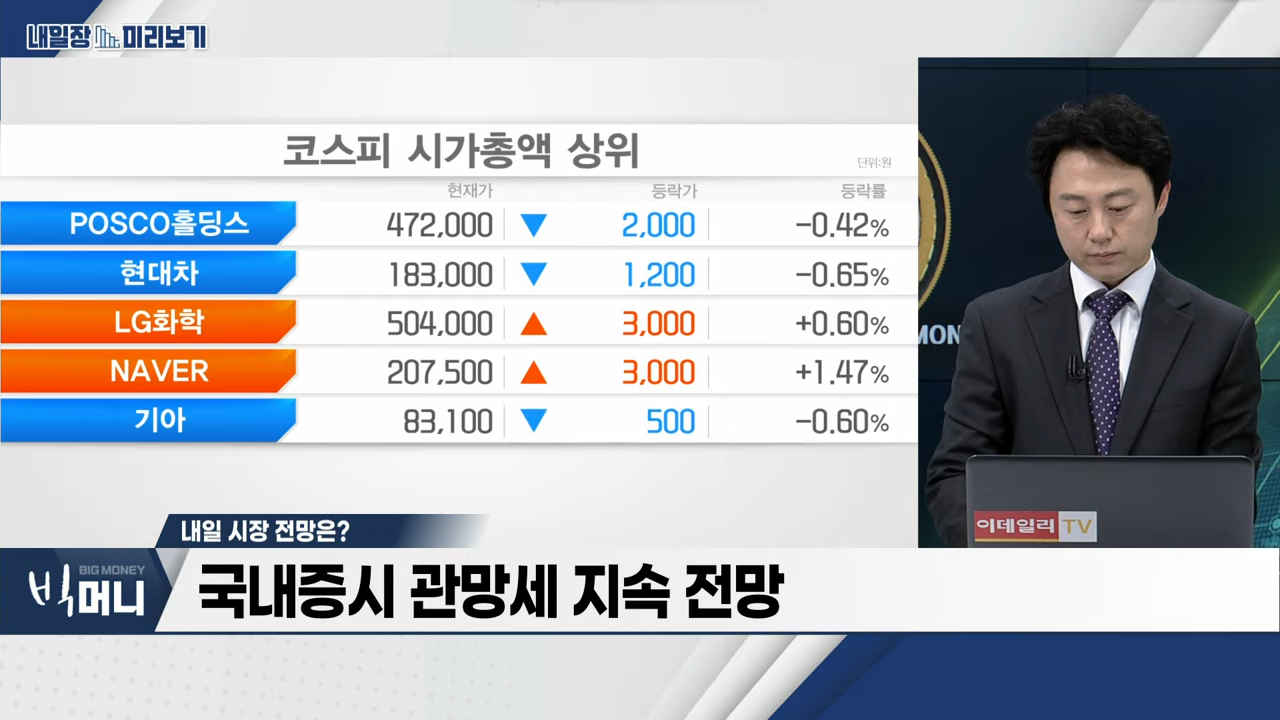 내일장 미리보기
코스피 시가총액 상위
단위:원
현재가 등락가 등락률
POSCO홀딩스 472,000 ▼ 2,000 -0.42%
현대차 183,000 ▼ 1,200 -0.65%
LG화학 504,000 ▲ 3,000 +0.60%
NAVER 207,500 ▲ 3,000 +1.47%
기아 83,100 ▼ 500 -0.60%
MON
이데일리TV
내일 시장 전망은?
BIG MONEY
빅머니
국내증시 관망세 지속 전망